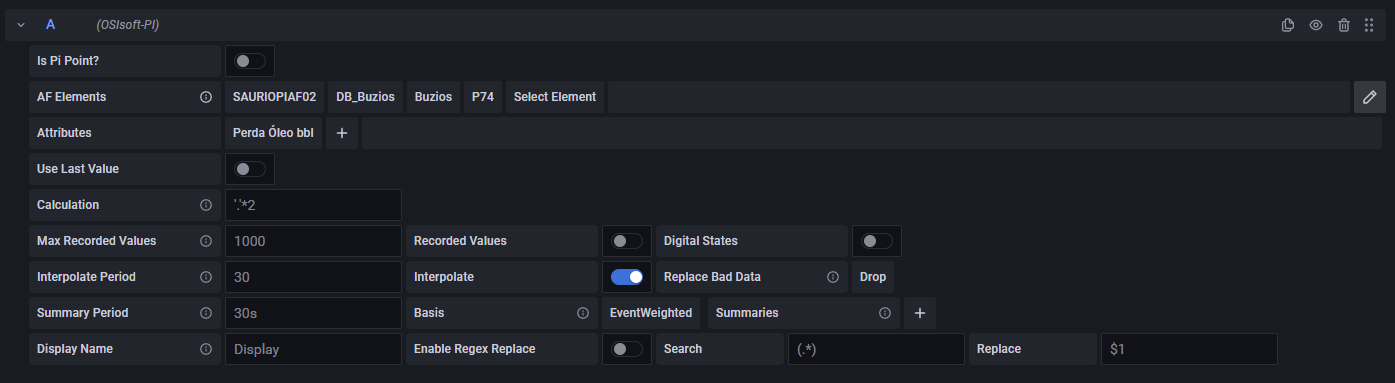 A (OSIsoft-PI)
Is Pi Point?
AF Elements SAURIOPIAF02 DB_Buzios Buzios P74 Select Element
Attributes Perda Óleo bbl +
Use Last Value
Calculation '.'*2
Max Recorded Values 1000 Recorded Values Digital States
Interpolate Period 30 Interpolate Replace Bad Data Drop
Summary Period 30s Basis EventWeighted Summaries +
Display Name Display Enable Regex Replace Search (.*) Replace $1